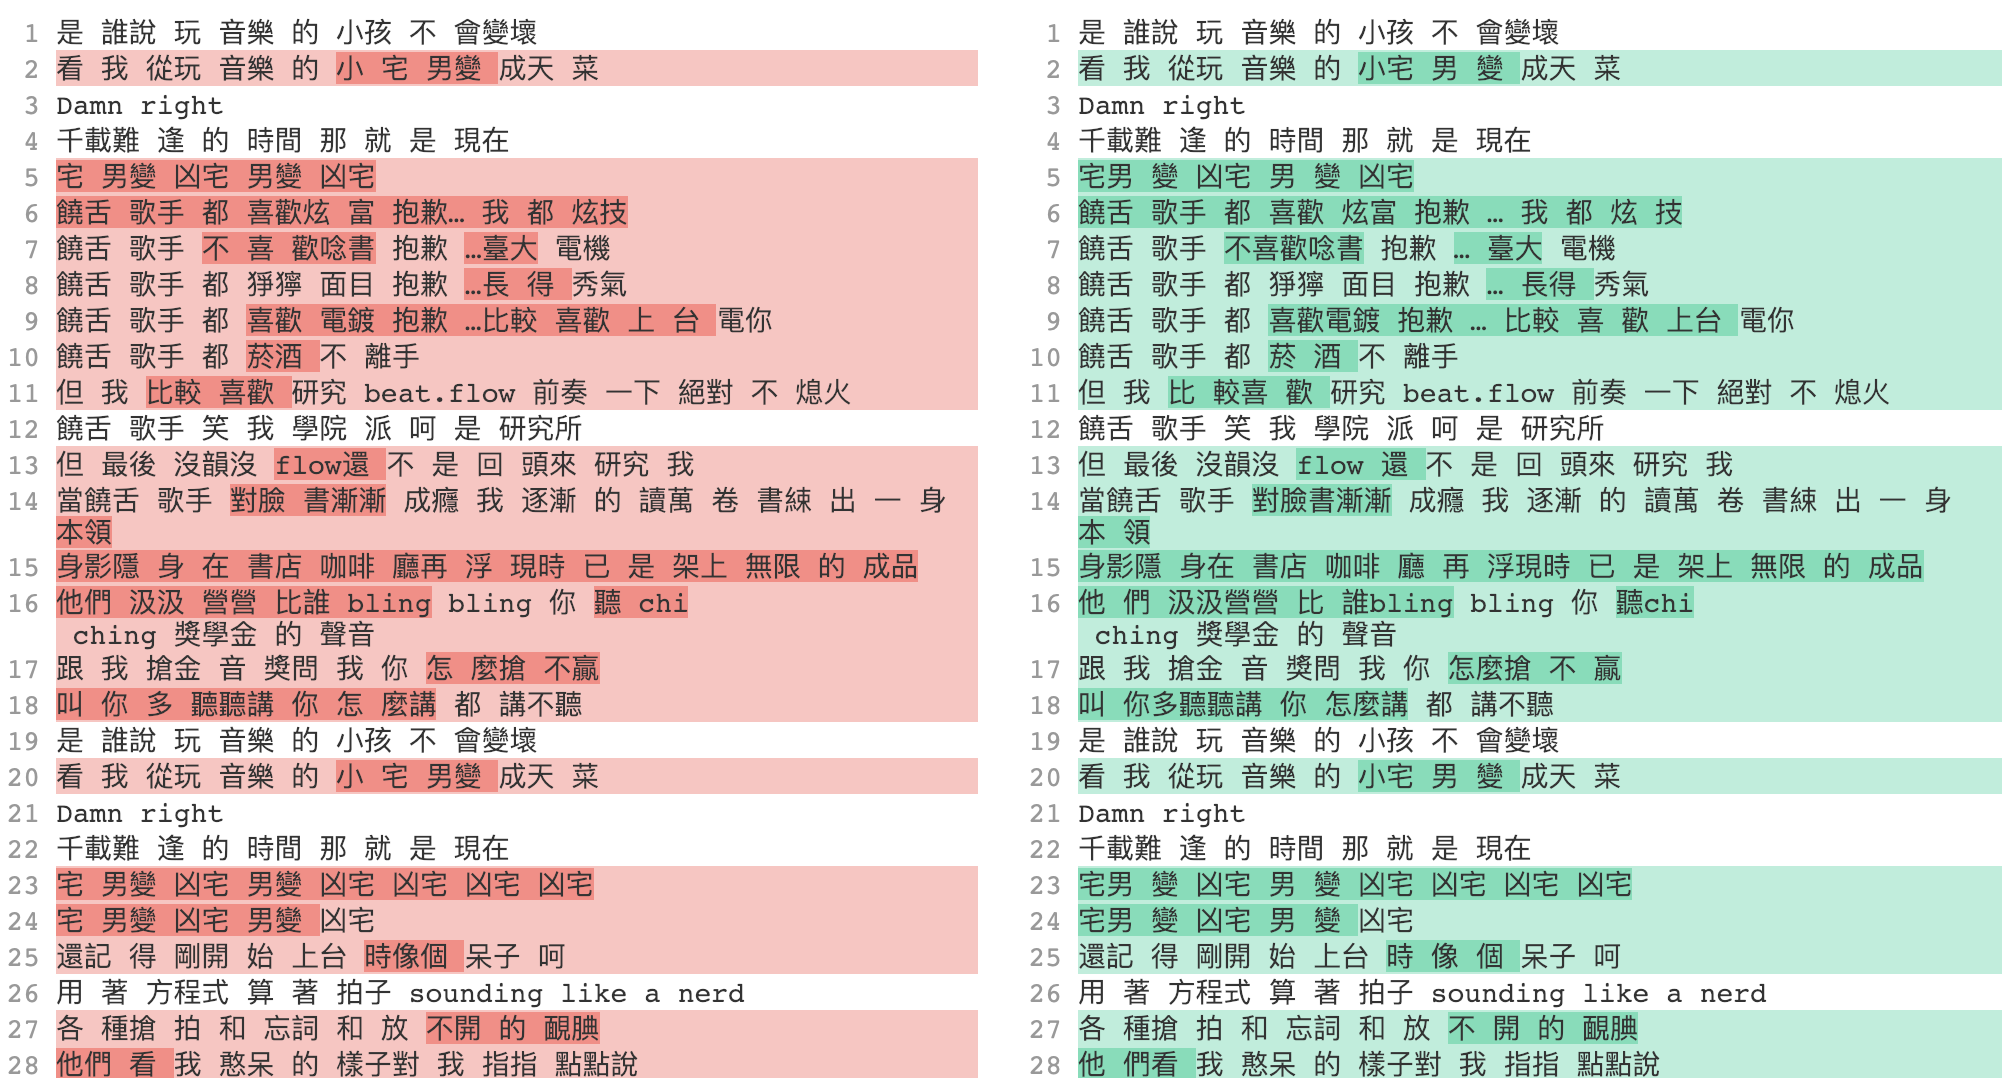 1 是 誰說 玩 音樂 的 小孩 不 會變壞
2 看 我 從玩 音樂 的 小 宅 男變 成天 菜
3 Damn right
4 千載難 逢 的 時間 那 就 是 現在
5 宅 男變 凶宅 男變 凶宅
6 饒舌 歌手 都 喜歡炫 富 抱歉… 我 都 炫技
7 饒舌 歌手 不 喜 歡唸書 抱歉 …臺大 電機
8 饒舌 歌手 都 猙獰 面目 抱歉 …長 得 秀氣
9 饒舌 歌手 都 喜歡 電鍍 抱歉 …比較 喜歡 上 台 電你
10 饒舌 歌手 都 菸酒 不 離手
11 但 我 比較 喜歡 研究 beat.flow 前奏 一下 絕對 不 熄火
12 饒舌 歌手 笑 我 學院 派 呵 是 研究所
13 但 最後 沒韻沒 flow還 不 是 回 頭來 研究 我
14 當饒舌 歌手 對臉 書漸漸 成癮 我 逐漸 的 讀萬 卷 書練 出 一 身
本領
15 身影隱 身 在 書店 咖啡 廳再 浮 現時 已 是 架上 無限 的 成品
16 他們 汲汲 營營 比誰 bling bling 你 聽 chi
ching 獎學金 的 聲音
17 跟 我 搶金 音 獎問 我 你 怎 麼搶 不贏
18 叫 你 多 聽聽講 你 怎 麼講 都 講不聽
19 是 誰說 玩 音樂 的 小孩 不 會變壞
20 看 我 從玩 音樂 的 小 宅 男變 成天 菜
21 Damn right
22 千載難 逢 的 時間 那 就 是 現在
23 宅 男變 凶宅 男變 凶宅 凶宅 凶宅 凶宅
24 宅 男變 凶宅 男變 凶宅
25 還記 得 剛開 始 上台 時像個 呆子 呵
26 用 著 方程式 算 著 拍子 sounding like a nerd
27 各 種搶 拍 和 忘詞 和 放 不開 的 靦腆
28 他們 看 我 憨呆 的 樣子對 我 指指 點點說
1 是 誰說 玩 音樂 的 小孩 不 會變壞
2 看 我 從玩 音樂 的 小宅 男 變 成天 菜
3 Damn right
4 千載難 逢 的 時間 那 就 是 現在
5 宅男 變 凶宅 男 變 凶宅
6 饒舌 歌手 都 喜歡 炫富 抱歉 … 我 都 炫 技
7 饒舌 歌手 不喜歡唸書 抱歉 … 臺大 電機
8 饒舌 歌手 都 猙獰 面目 抱歉 … 長得 秀氣
9 饒舌 歌手 都 喜歡電鍍 抱歉 … 比較 喜 歡 上台 電你
10 饒舌 歌手 都 菸 酒 不 離手
11 但 我 比 較喜 歡 研究 beat.flow 前奏 一下 絕對 不 熄火
12 饒舌 歌手 笑 我 學院 派 呵 是 研究所
13 但 最後 沒韻沒 flow 還 不 是 回 頭來 研究 我
14 當饒舌 歌手 對臉書漸漸 成癮 我 逐漸 的 讀萬 卷 書練 出 一 身
本 領
15 身影隱 身在 書店 咖啡 廳 再 浮現時 已 是 架上 無限 的 成品
16 他 們 汲汲營營 比 誰bling bling 你 聽chi
ching 獎學金 的 聲音
17 跟 我 搶金 音 獎問 我 你 怎麼搶 不 贏
18 叫 你多聽聽講 你 怎麼講 都 講不聽
19 是 誰說 玩 音樂 的 小孩 不 會變壞
20 看 我 從玩 音樂 的 小宅 男 變 成天 菜
21 Damn right
22 千載難 逢 的 時間 那 就 是 現在
23 宅男 變 凶宅 男 變 凶宅 凶宅 凶宅 凶宅
24 宅男 變 凶宅 男 變 凶宅
25 還記 得 剛開 始 上台 時 像 個 呆子 呵
26 用 著 方程式 算 著 拍子 sounding like a nerd
27 各 種搶 拍 和 忘詞 和 放 不 開 的 靦腆
28 他 們看 我 憨呆 的 樣子對 我 指指 點點說